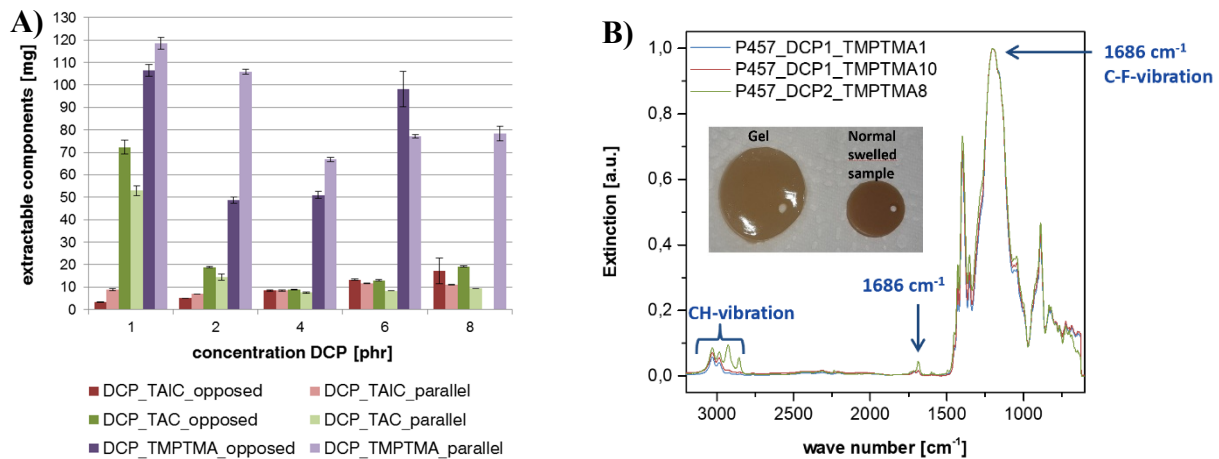 A)
extractable components [mg]
130
120
110
100
90
80
70
60
50
40
30
20
10
0
1 2 4 6 8
concentration DCP [phr]
DCP_TAIC_opposed DCP_TAIC_parallel
DCP_TAC_opposed DCP_TAC_parallel
DCP_TMPTMA_opposed DCP_TMPTMA_parallel
B)
Extinction [a.u.]
1,0
0,8
0,6
0,4
0,2
0,0
P457_DCP1_TMPTMA1
P457_DCP1_TMPTMA10
P457_DCP2_TMPTMA8
1686 cm-1
C-F-vibration
Gel
Normal
swelled
sample
1686 cm-1
CH-vibration
3000 2500 2000 1500 1000
wave number [cm-1]